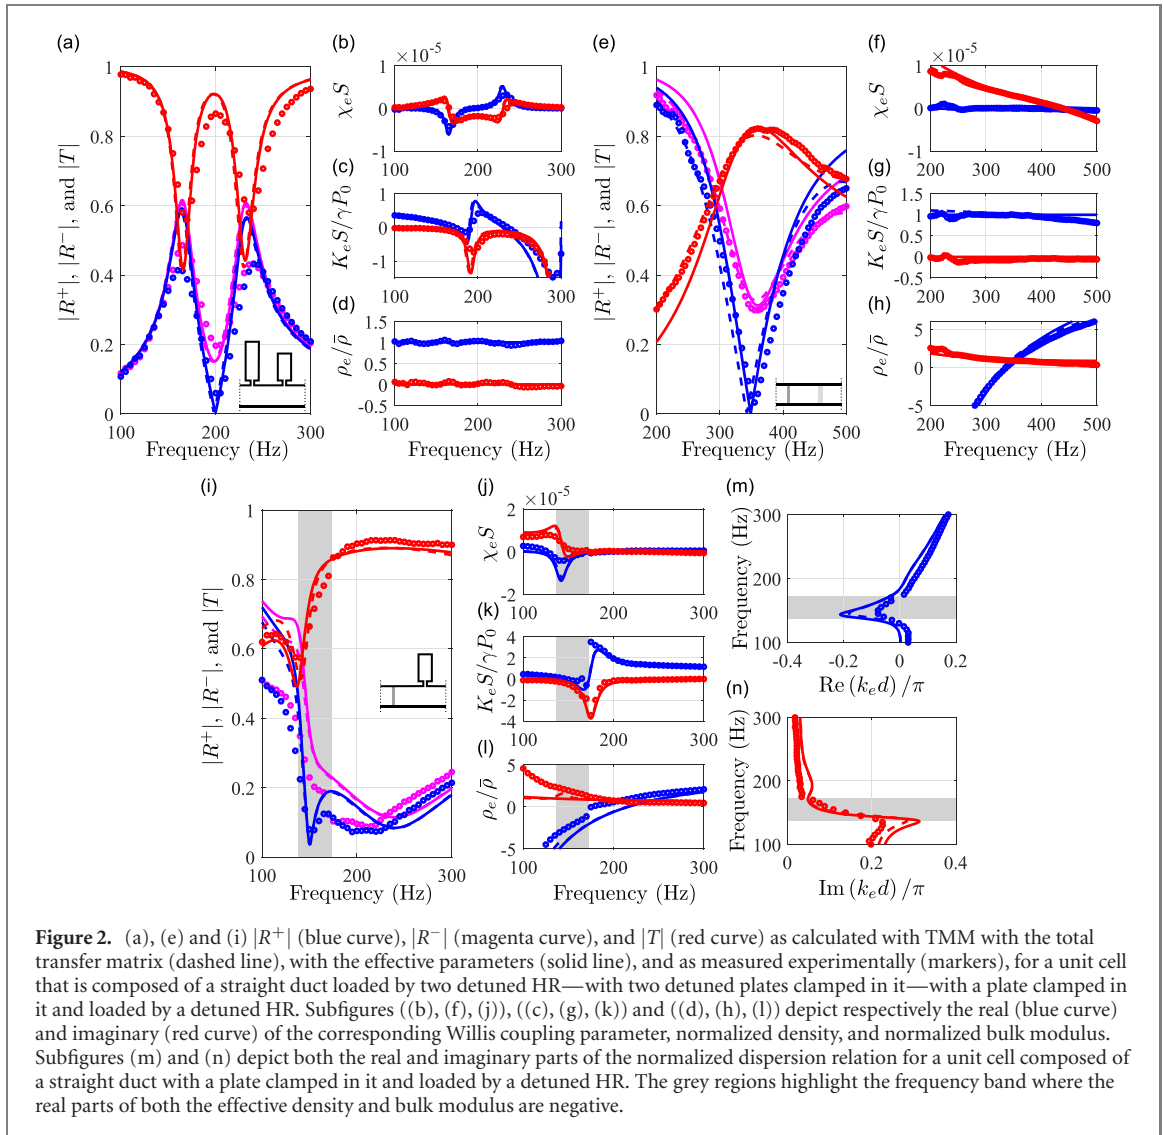 (a)
|R⁺|, |R⁻|, and |T|
1
0.8
0.6
0.4
0.2
0
100
200
300
Frequency (Hz)
(b)
×10⁻⁵
χₑS
1
0
-1
100
200
300
(c)
KₑS/γP₀
1
0
-1
100
200
300
(d)
ρₑ/ρ̄
1.5
1
0.5
0
-0.5
100
200
300
Frequency (Hz)
(e)
|R⁺|, |R⁻|, and |T|
1
0.8
0.6
0.4
0.2
0
200
300
400
500
Frequency (Hz)
(f)
×10⁻⁵
χₑS
1
0
-1
200
300
400
500
(g)
KₑS/γP₀
1.5
1
0.5
0
-0.5
200
300
400
500
(h)
ρₑ/ρ̄
5
0
-5
200
300
400
500
Frequency (Hz)
(i)
|R⁺|, |R⁻|, and |T|
1
0.8
0.6
0.4
0.2
0
100
200
300
Frequency (Hz)
(j)
×10⁻⁵
χₑS
2
0
-2
100
200
300
(k)
KₑS/γP₀
4
2
0
-2
-4
100
200
300
(l)
ρₑ/ρ̄
5
0
-5
100
200
300
Frequency (Hz)
(m)
Frequency (Hz)
300
200
100
-0.4
-0.2
0
0.2
Re (kₑd) /π
(n)
Frequency (Hz)
300
200
100
0
0.2
0.4
Im (kₑd) /π
Figure 2. (a), (e) and (i) |R⁺| (blue curve), |R⁻| (magenta curve), and |T| (red curve) as calculated with TMM with the total
transfer matrix (dashed line), with the effective parameters (solid line), and as measured experimentally (markers), for a unit cell
that is composed of a straight duct loaded by two detuned HR—with two detuned plates clamped in it—with a plate clamped in
it and loaded by a detuned HR. Subfigures ((b), (f), (j)), ((c), (g), (k)) and ((d), (h), (l)) depict respectively the real (blue curve)
and imaginary (red curve) of the corresponding Willis coupling parameter, normalized density, and normalized bulk modulus.
Subfigures (m) and (n) depict both the real and imaginary parts of the normalized dispersion relation for a unit cell composed of
a straight duct with a plate clamped in it and loaded by a detuned HR. The grey regions highlight the frequency band where the
real parts of both the effective density and bulk modulus are negative.